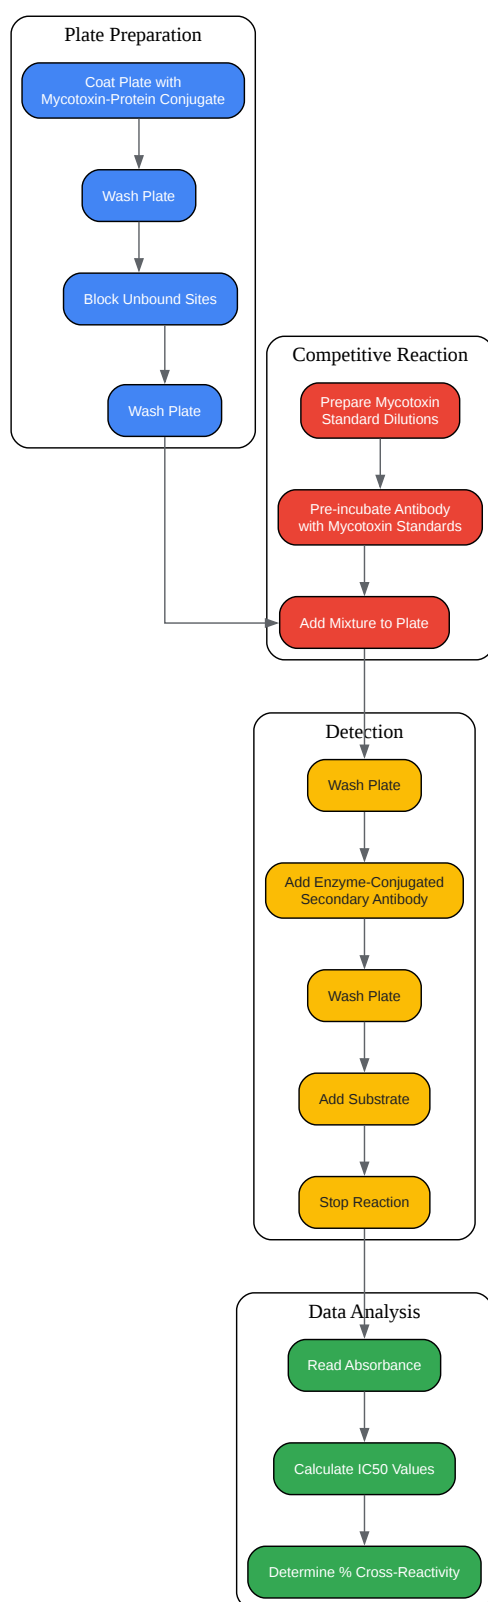 Plate Preparation
Coat Plate with
Mycotoxin-Protein Conjugate
Wash Plate
Block Unbound Sites
Wash Plate
Competitive Reaction
Prepare Mycotoxin
Standard Dilutions
Pre-incubate Antibody
with Mycotoxin Standards
Add Mixture to Plate
Detection
Wash Plate
Add Enzyme-Conjugated
Secondary Antibody
Wash Plate
Add Substrate
Stop Reaction
Data Analysis
Read Absorbance
Calculate IC50 Values
Determine % Cross-Reactivity